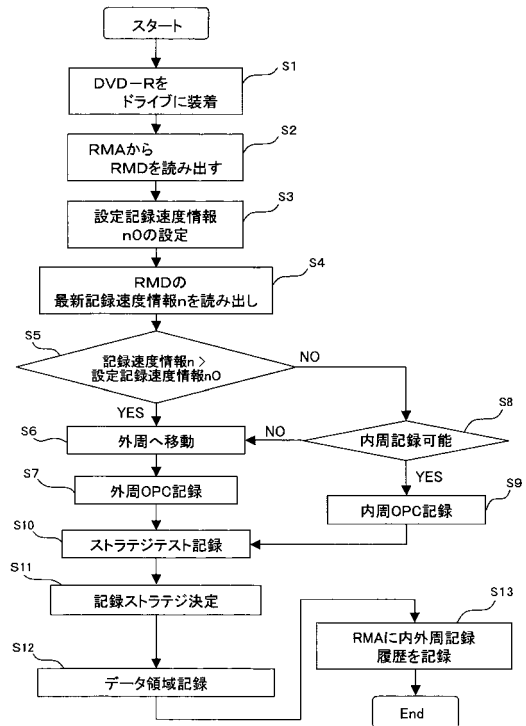 スタート
S1
DVD-Rを
ドライブに装着
S2
RMAから
RMDを読み出す
S3
設定記録速度情報
n0の設定
S4
RMDの
最新記録速度情報nを読み出し
S5
記録速度情報n>
設定記録速度情報n0
NO
YES
S6
外周へ移動
NO
S8
内周記録可能
YES
S7
外周OPC記録
S9
内周OPC記録
S10
ストラテジテスト記録
S11
記録ストラテジ決定
S12
データ領域記録
S13
RMAに内外周記録
履歴を記録
End